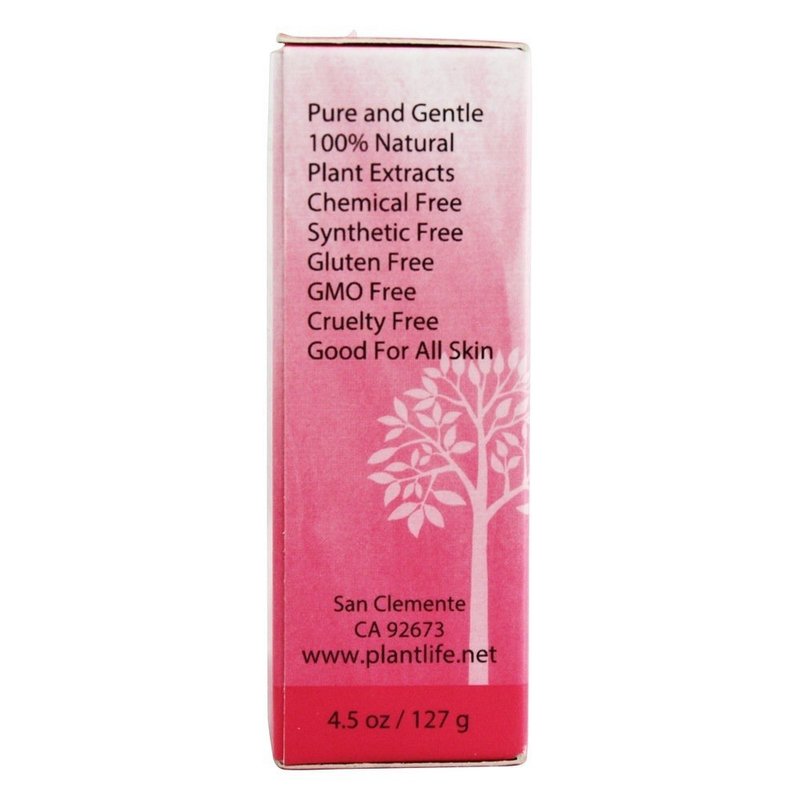 Pure and Gentle
100% Natural
Plant Extracts
Chemical Free
Synthetic Free
Gluten Free
GMO Free
Cruelty Free
Good For All Skin
San Clemente
CA 92673
www.plantlife.net
4.5 oz / 127 g